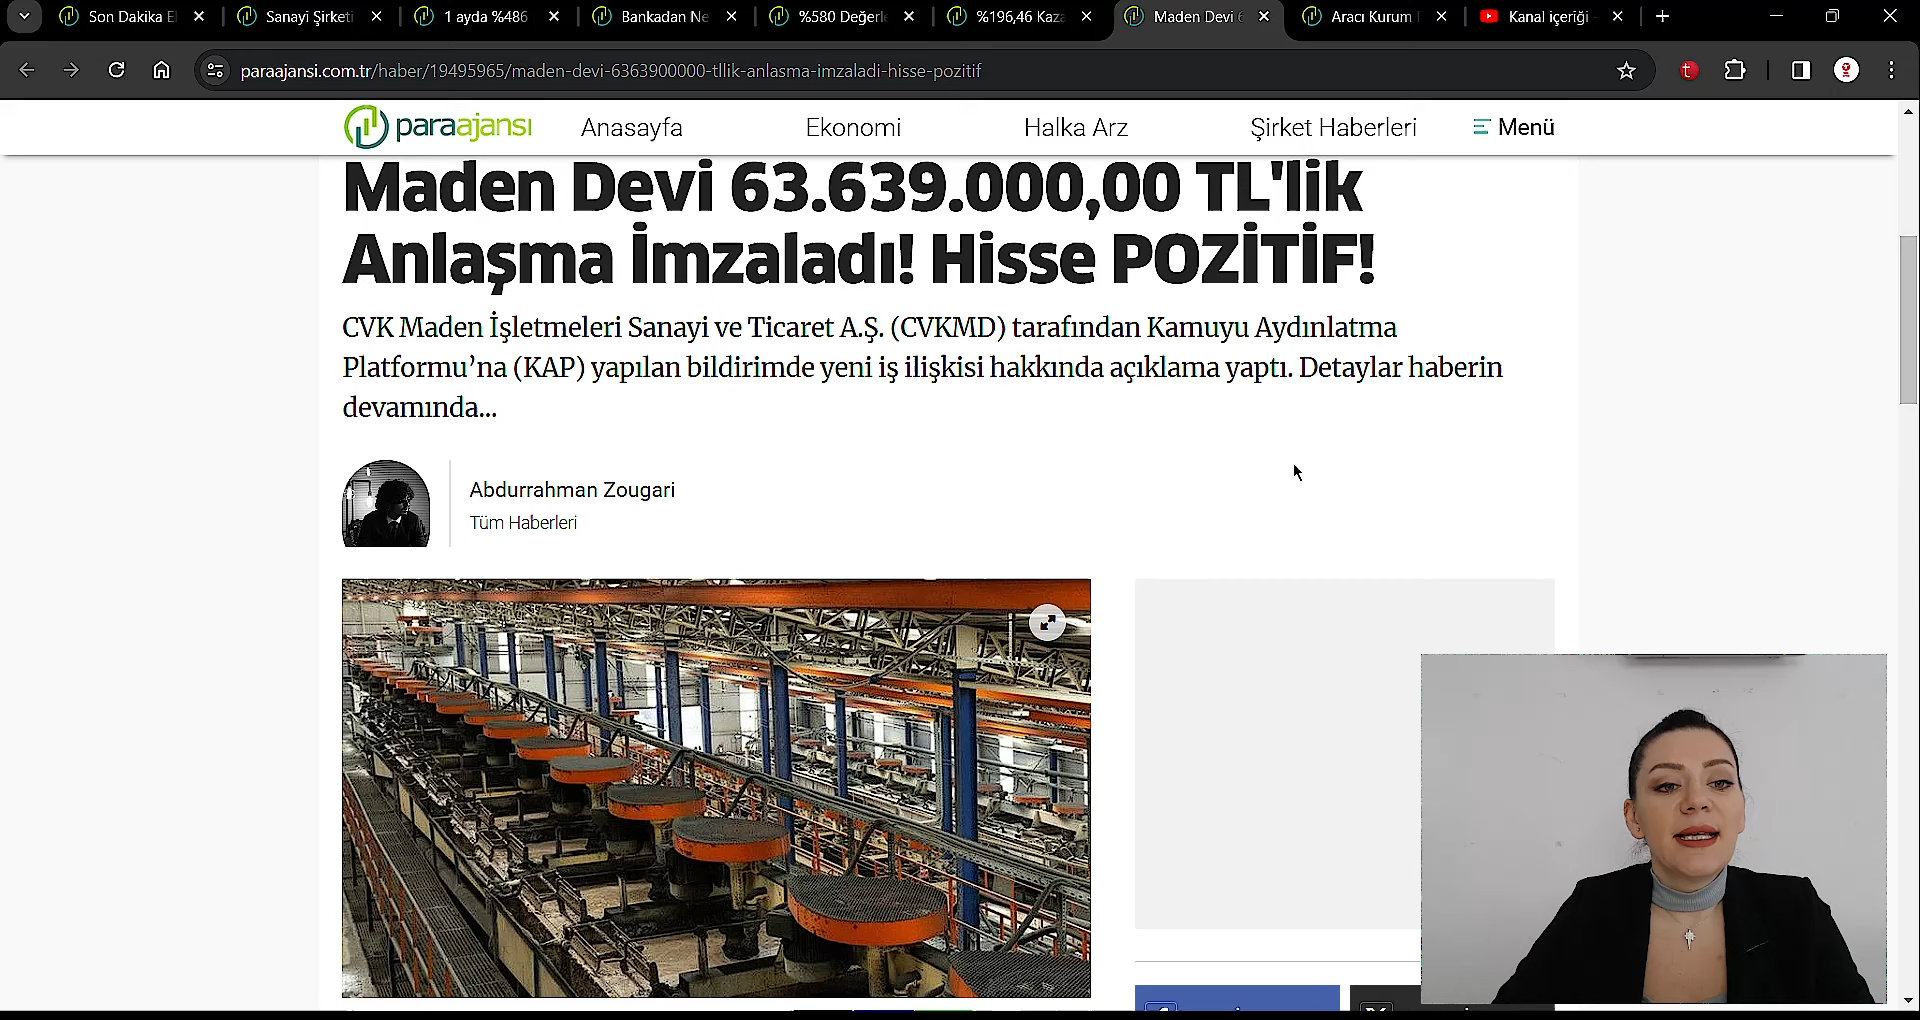 Son Dakika E
Sanayi Şirketi
1 ayda %486
Bankadan Ne
%580 Değerl
%196,46 Kaza
Maden Devi 6
Aracı Kurum
Kanal içeriği
paraajansi.com.tr/haber/19495965/maden-devi-6363900000-tllik-anlasma-imzaladi-hisse-pozitif
paraajansı
Anasayfa
Ekonomi
Halka Arz
Şirket Haberleri
Menü
Maden Devi 63.639.000,00 TL'lik
Anlaşma İmzaladı! Hisse POZİTİF!
CVK Maden İşletmeleri Sanayi ve Ticaret A.Ş. (CVKMD) tarafından Kamuyu Aydınlatma
Platformu’na (KAP) yapılan bildirimde yeni iş ilişkisi hakkında açıklama yaptı. Detaylar haberin
devamında...
Abdurrahman Zougari
Tüm Haberleri